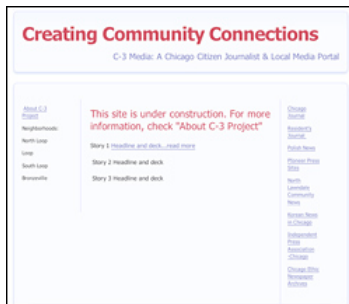 Creating Community Connections
C-3 Media: A Chicago Citizen Journalist & Local Media Portal
About C-3
Project
Neighborhoods:
North Loop
Loop
South Loop
Bronzeville
This site is under construction. For more
information, check "About C-3 Project"
Story 1 Headline and deck...read more
Story 2 Headline and deck
Story 3 Headline and deck
Chicago
Journal
Resident's
Journal
Polish News
Pioneer Press
Sites
North
Lawndale
Community
News
Korean News
in Chicago
Independent
Press
Association
-Chicago
Chicago Ethnic
Newspaper
Archives